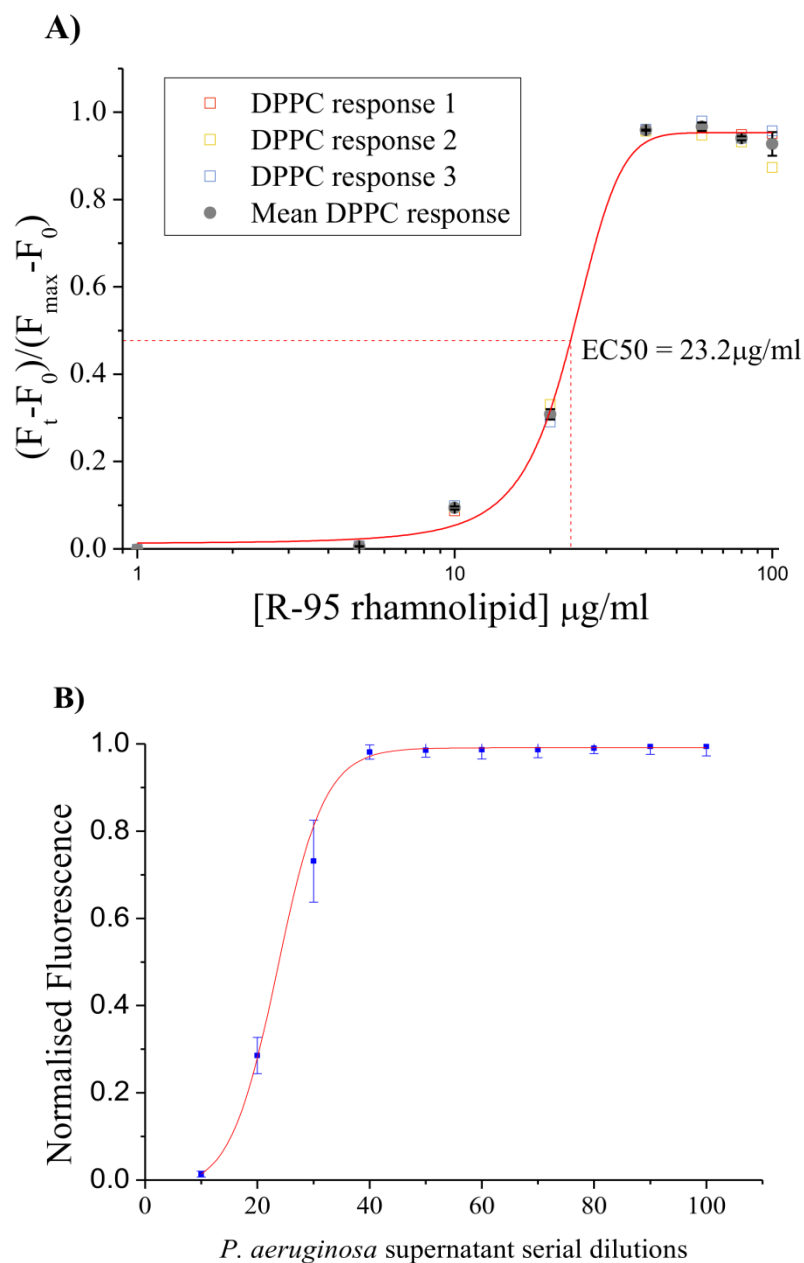 A)
DPPC response 1
DPPC response 2
DPPC response 3
Mean DPPC response
(Fₜ-F₀)/(Fₘₐₓ-F₀)
1.0
0.8
0.6
0.4
0.2
0.0
EC50 = 23.2µg/ml
1 10 100
[R-95 rhamnolipid] µg/ml
B)
Normalised Fluorescence
1.0
0.8
0.6
0.4
0.2
0.0
0 20 40 60 80 100
P. aeruginosa supernatant serial dilutions